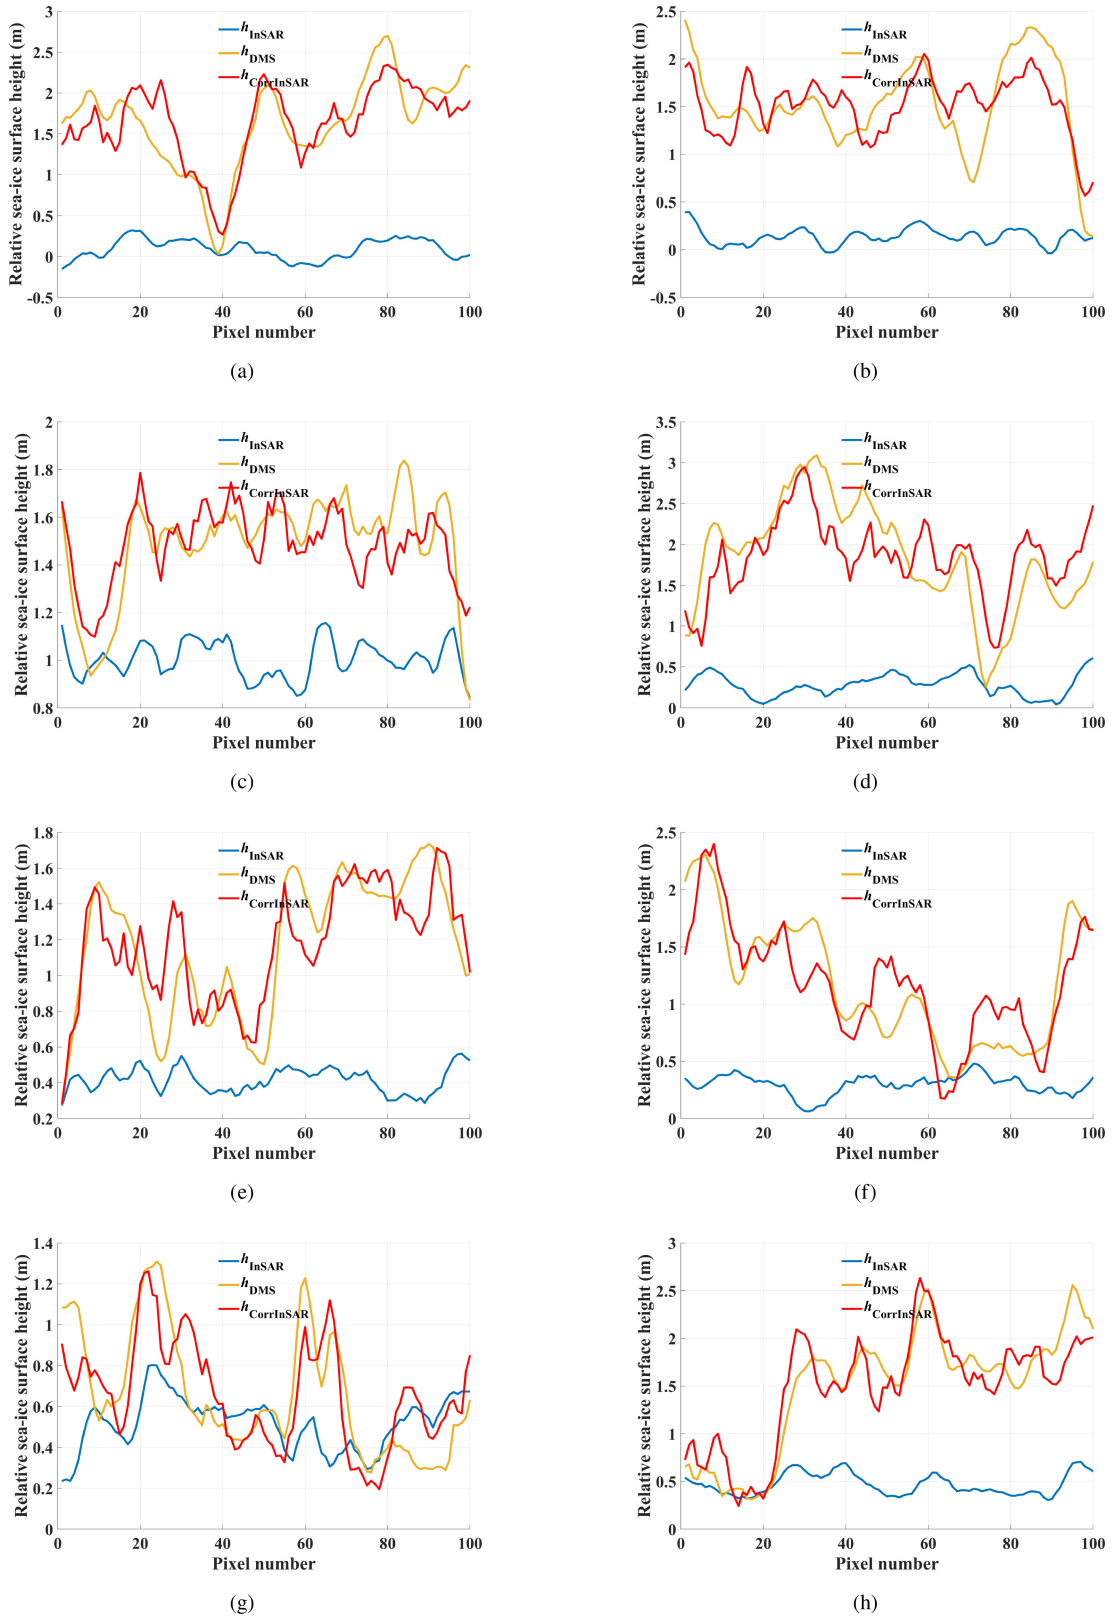 3
2.5
2
1.5
1
0.5
0
-0.5
0
20
40
60
80
100
Relative sea-ice surface height (m)
Pixel number
hInSAR
hDMS
hCorrInSAR
(a)
2.5
2
1.5
1
0.5
0
-0.5
0
20
40
60
80
100
Relative sea-ice surface height (m)
Pixel number
hInSAR
hDMS
hCorrInSAR
(b)
2
1.8
1.6
1.4
1.2
1
0.8
0
20
40
60
80
100
Relative sea-ice surface height (m)
Pixel number
hInSAR
hDMS
hCorrInSAR
(c)
3.5
3
2.5
2
1.5
1
0.5
0
0
20
40
60
80
100
Relative sea-ice surface height (m)
Pixel number
hInSAR
hDMS
hCorrInSAR
(d)
1.8
1.6
1.4
1.2
1
0.8
0.6
0.4
0.2
0
20
40
60
80
100
Relative sea-ice surface height (m)
Pixel number
hInSAR
hDMS
hCorrInSAR
(e)
2.5
2
1.5
1
0.5
0
0
20
40
60
80
100
Relative sea-ice surface height (m)
Pixel number
hInSAR
hDMS
hCorrInSAR
(f)
1.4
1.2
1
0.8
0.6
0.4
0.2
0
0
20
40
60
80
100
Relative sea-ice surface height (m)
Pixel number
hInSAR
hDMS
hCorrInSAR
(g)
3
2.5
2
1.5
1
0.5
0
0
20
40
60
80
100
Relative sea-ice surface height (m)
Pixel number
hInSAR
hDMS
hCorrInSAR
(h)